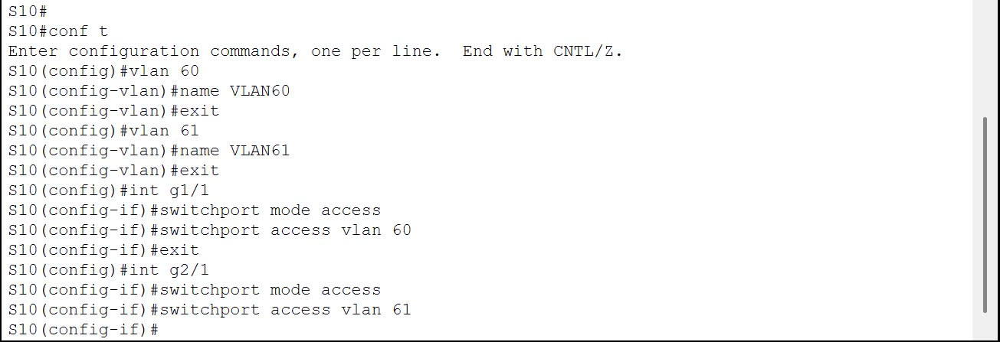 S10#
S10#conf t
Enter configuration commands, one per line.  End with CNTL/Z.
S10(config)#vlan 60
S10(config-vlan)#name VLAN60
S10(config-vlan)#exit
S10(config)#vlan 61
S10(config-vlan)#name VLAN61
S10(config-vlan)#exit
S10(config)#int g1/1
S10(config-if)#switchport mode access
S10(config-if)#switchport access vlan 60
S10(config-if)#exit
S10(config)#int g2/1
S10(config-if)#switchport mode access
S10(config-if)#switchport access vlan 61
S10(config-if)#